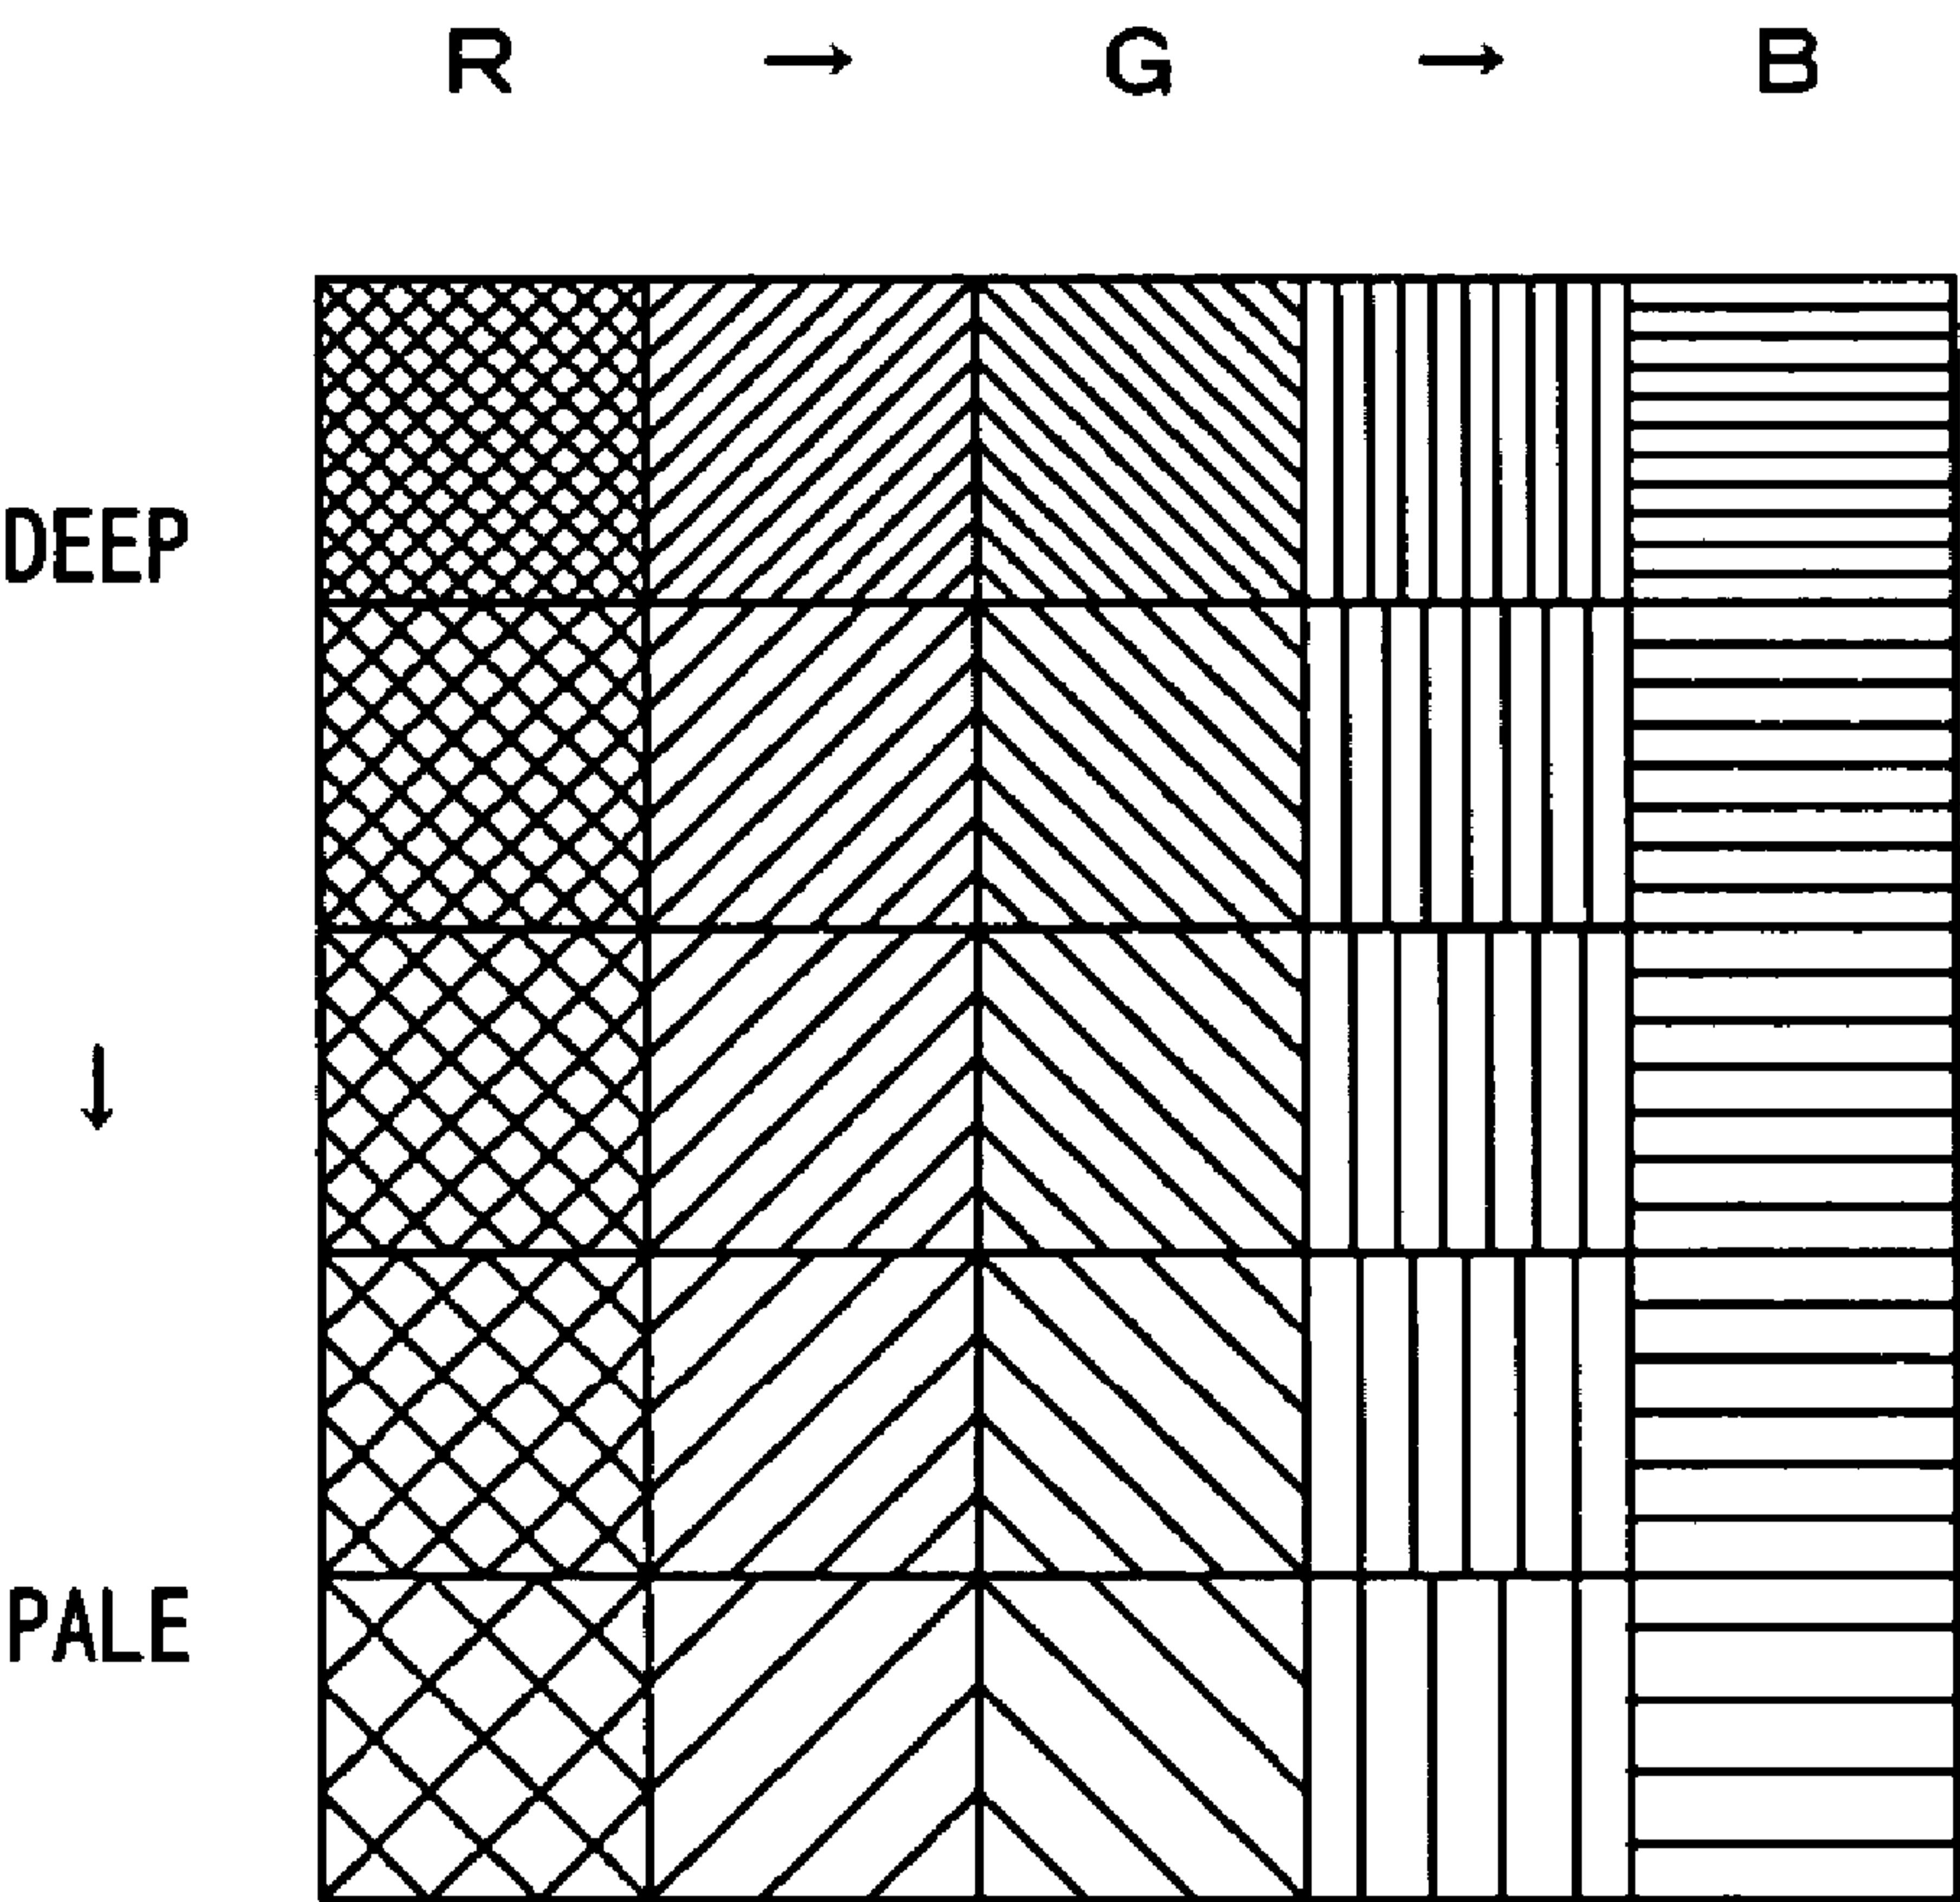 R → G → B
DEEP
↓
PALE